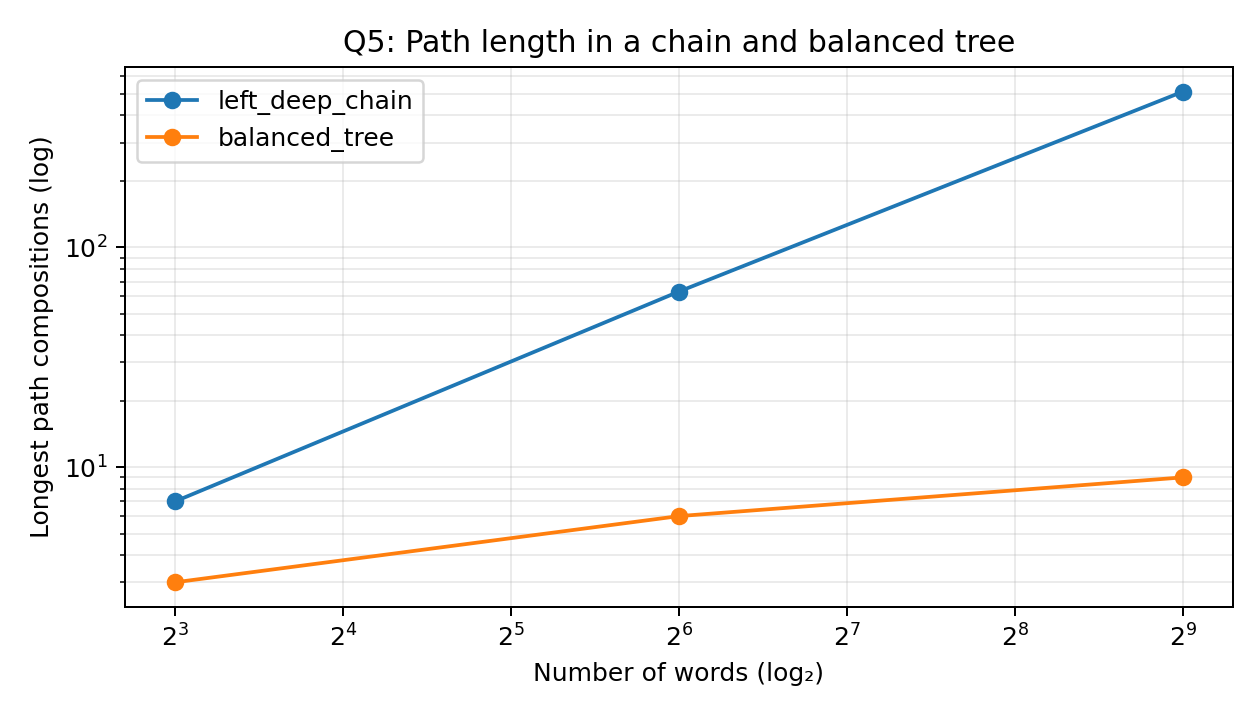 Q5: Path length in a chain and balanced tree
left_deep_chain
balanced_tree
Longest path compositions (log)
10²
10¹
2³ 2⁴ 2⁵ 2⁶ 2⁷ 2⁸ 2⁹
Number of words (log₂)